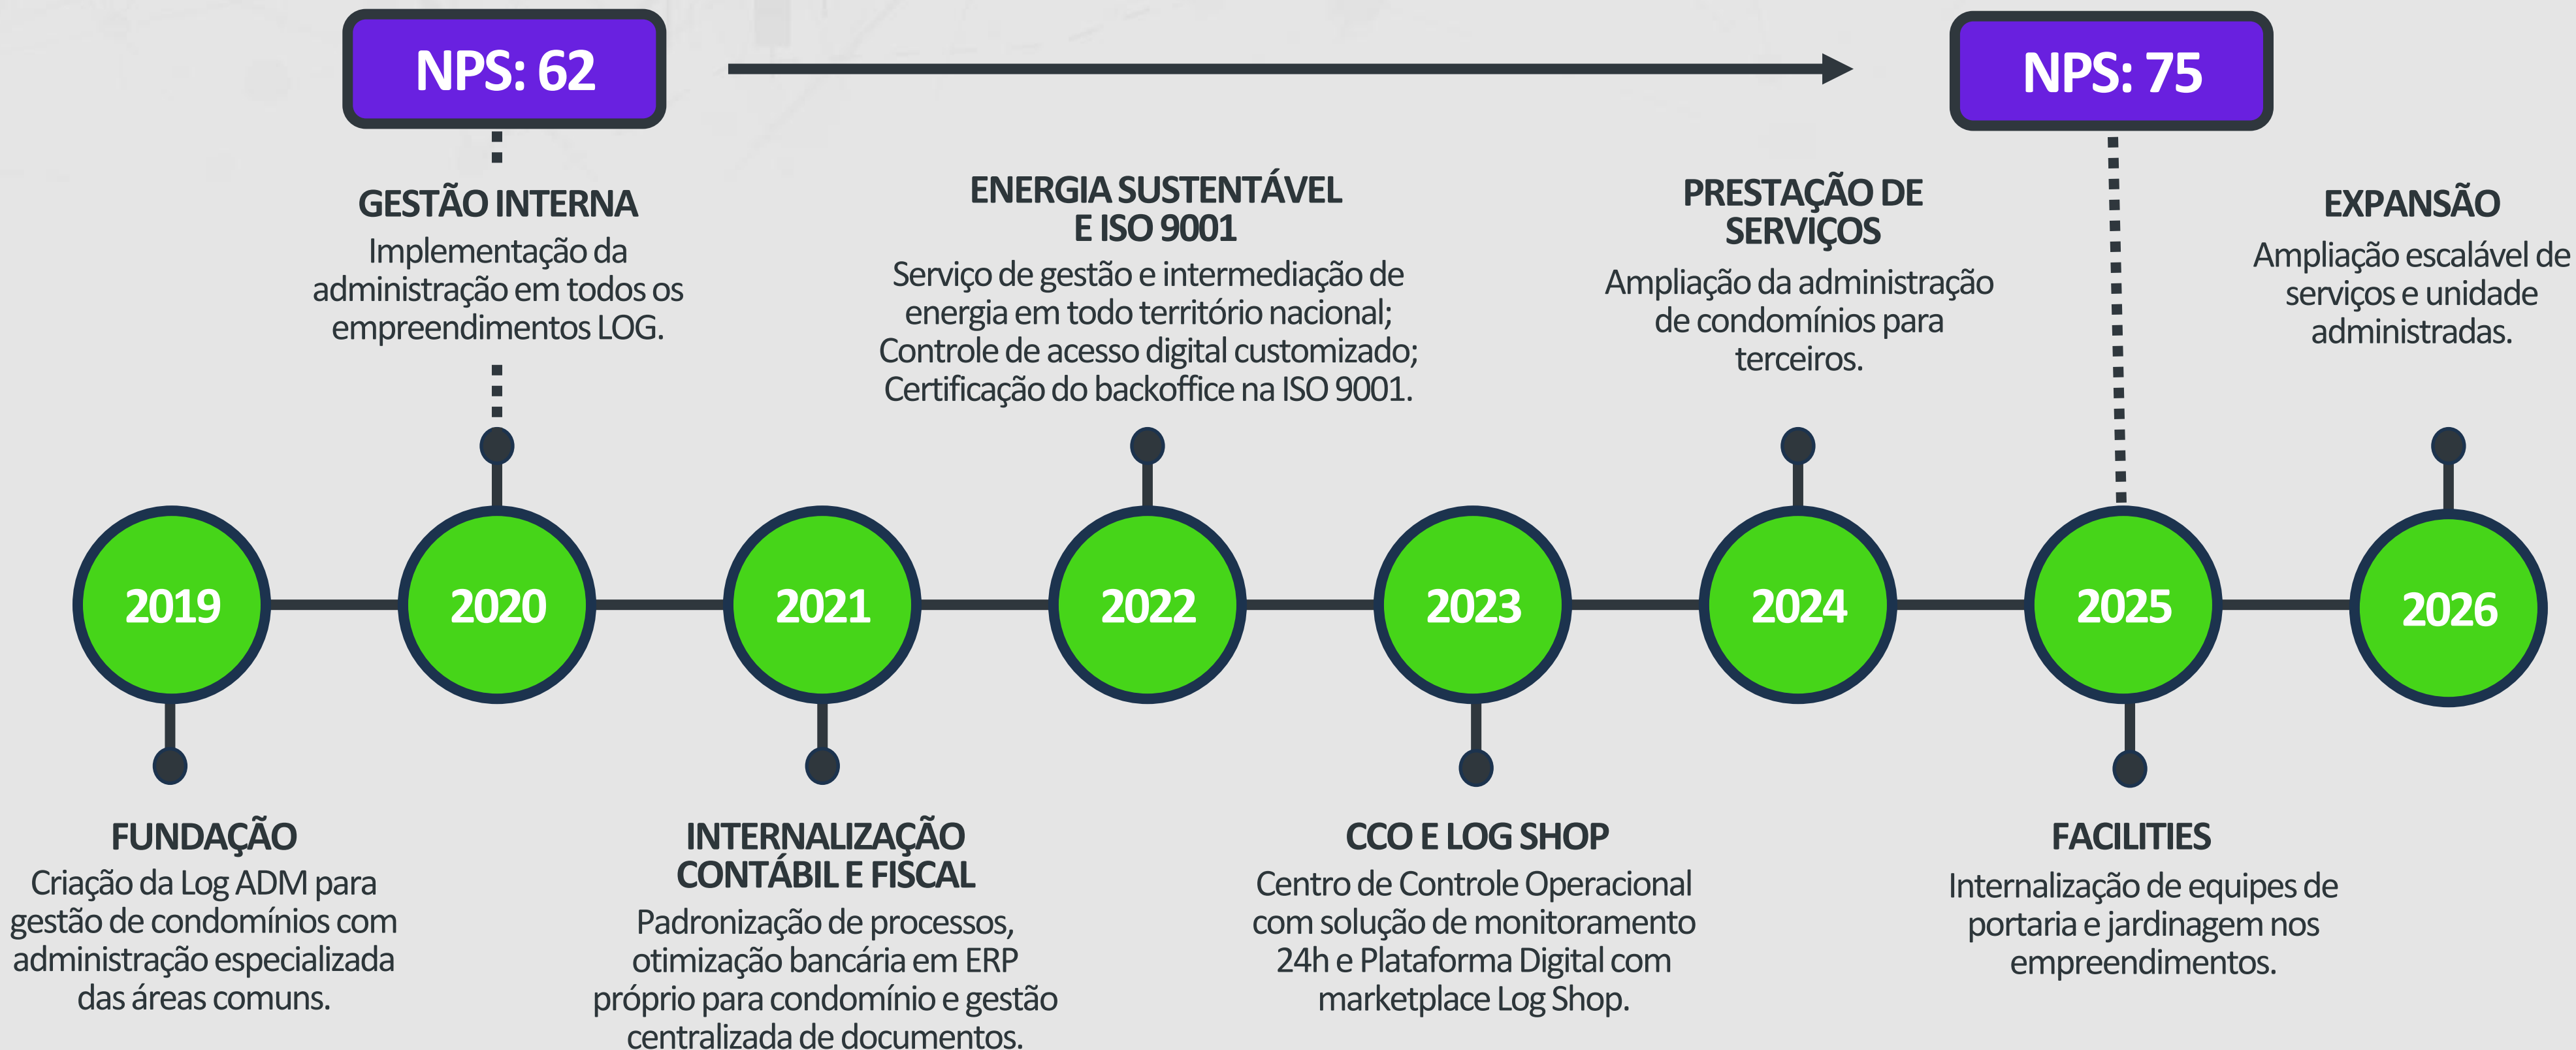 NPS: 62
NPS: 75
GESTÃO INTERNA
Implementação da
administração em todos os
empreendimentos LOG.
ENERGIA SUSTENTÁVEL
E ISO 9001
Serviço de gestão e intermediação de
energia em todo território nacional;
Controle de acesso digital customizado;
Certificação do backoffice na ISO 9001.
PRESTAÇÃO DE
SERVIÇOS
Ampliação da administração
de condomínios para
terceiros.
EXPANSÃO
Ampliação escalável de
serviços e unidade
administradas.
2019
2020
2021
2022
2023
2024
2025
2026
FUNDAÇÃO
Criação da Log ADM para
gestão de condomínios com
administração especializada
das áreas comuns.
INTERNALIZAÇÃO
CONTÁBIL E FISCAL
Padronização de processos,
otimização bancária em ERP
próprio para condomínio e gestão
centralizada de documentos.
CCO E LOG SHOP
Centro de Controle Operacional
com solução de monitoramento
24h e Plataforma Digital com
marketplace Log Shop.
FACILITIES
Internalização de equipes de
portaria e jardinagem nos
empreendimentos.